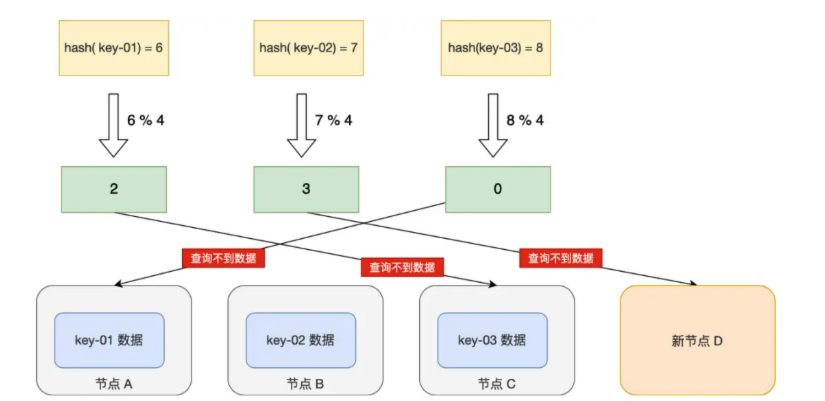 hash( key-01) = 6
hash( key-02) = 7
hash(key-03) = 8
6 % 4
7 % 4
8 % 4
2
3
0
查询不到数据
查询不到数据
查询不到数据
key-01 数据
key-02 数据
key-03 数据
新节点 D
节点 A
节点 B
节点 C